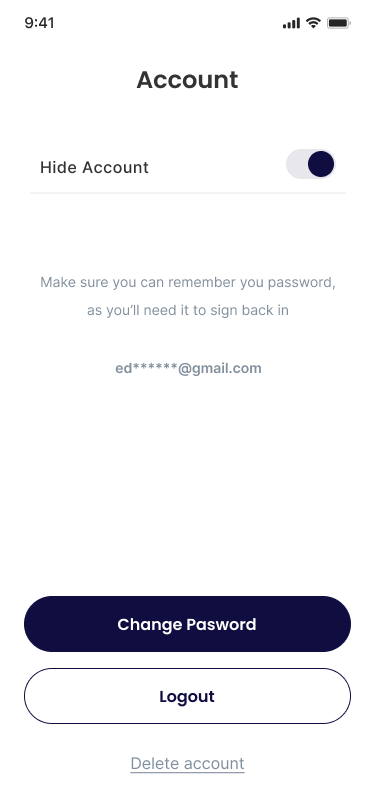 9:41
Account
Hide Account
Make sure you can remember you password,
as you’ll need it to sign back in
ed******@gmail.com
Change Pasword
Logout
Delete account